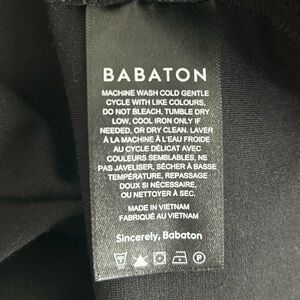 BABATON
MACHINE WASH COLD GENTLE
CYCLE WITH LIKE COLOURS,
DO NOT BLEACH, TUMBLE DRY
LOW, COOL IRON ONLY IF
NEEDED, OR DRY CLEAN. LAVER
À LA MACHINE À L'EAU FROIDE
AU CYCLE DÉLICAT AVEC
COULEURS SEMBLABLES, NE
PAS JAVELISER, SÉCHER À BASSE
TEMPÉRATURE, REPASSAGE
DOUX SI NÉCESSAIRE,
OU NETTOYER À SEC.
MADE IN VIETNAM
FABRIQUÉ AU VIETNAM
Sincerely, Babaton